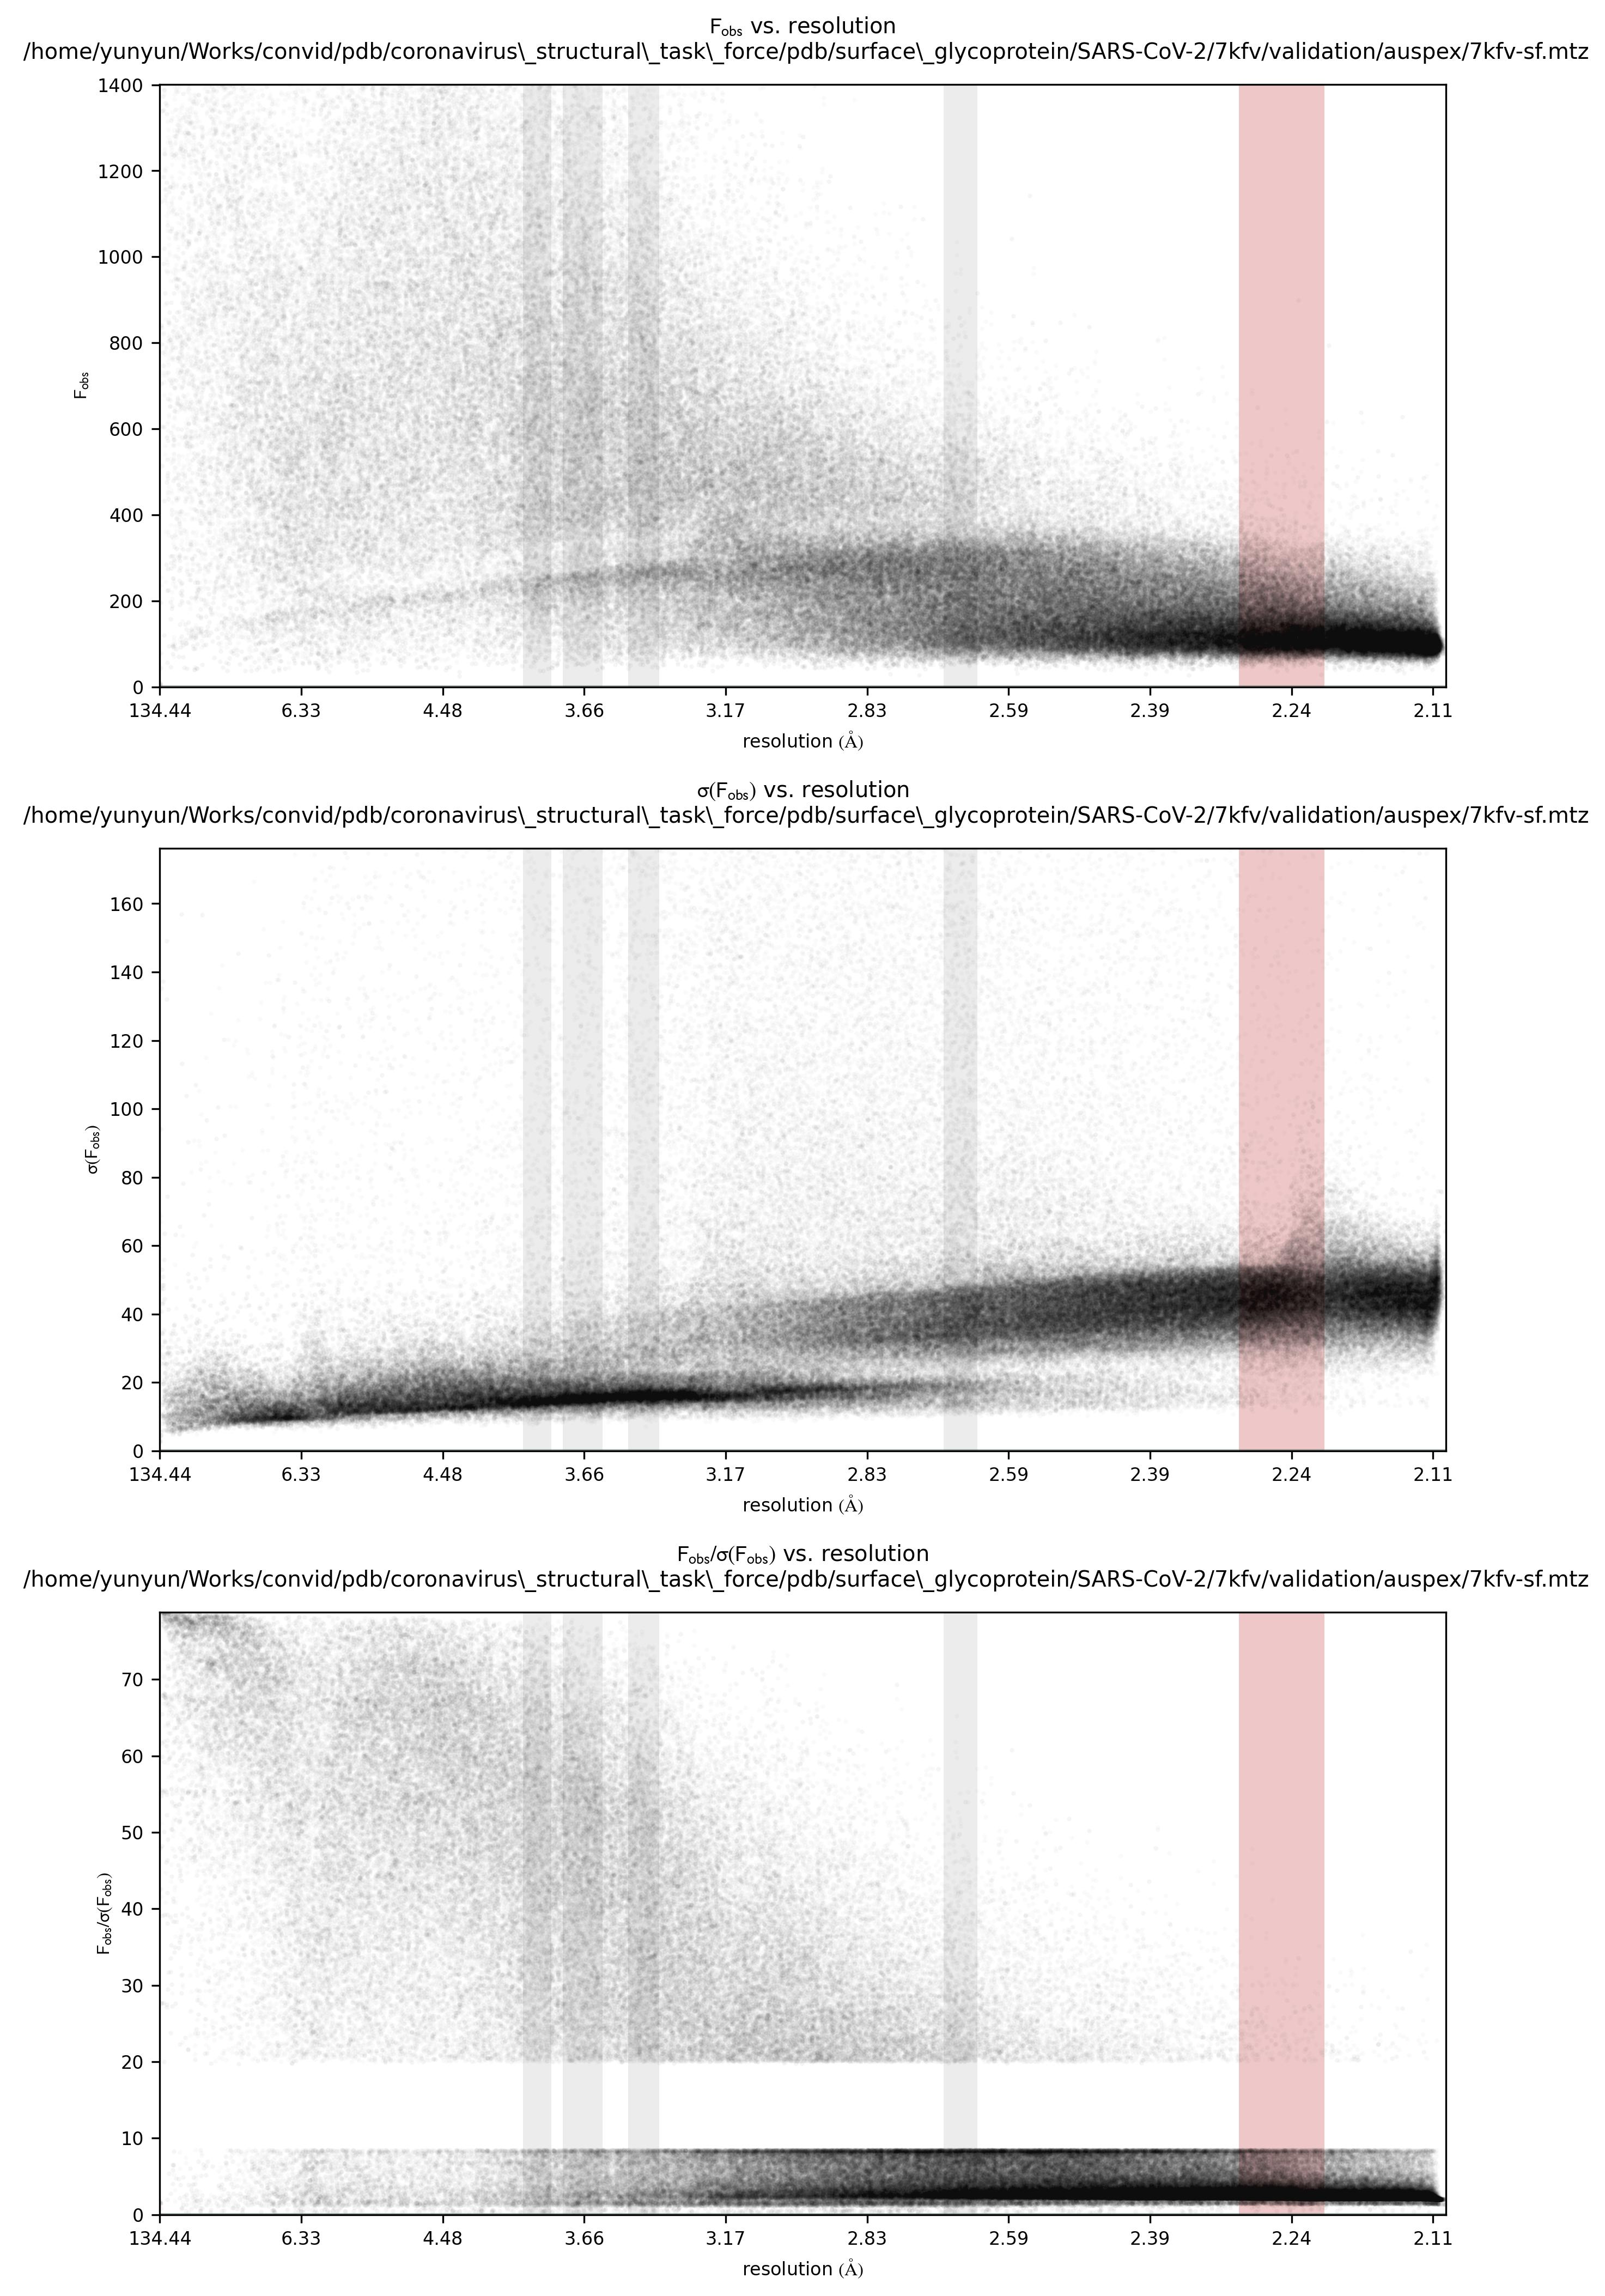 F_obs vs. resolution
/home/yunyun/Works/convid/pdb/coronavirus\_structural\_task\_force/pdb/surface\_glycoprotein/SARS-CoV-2/7kfv/validation/auspex/7kfv-sf.mtz
1400
1200
1000
800
600
400
200
0
F_obs
134.44 6.33 4.48 3.66 3.17 2.83 2.59 2.39 2.24 2.11
resolution (Å)
σ(F_obs) vs. resolution
/home/yunyun/Works/convid/pdb/coronavirus\_structural\_task\_force/pdb/surface\_glycoprotein/SARS-CoV-2/7kfv/validation/auspex/7kfv-sf.mtz
160
140
120
100
80
60
40
20
0
σ(F_obs)
134.44 6.33 4.48 3.66 3.17 2.83 2.59 2.39 2.24 2.11
resolution (Å)
F_obs/σ(F_obs) vs. resolution
/home/yunyun/Works/convid/pdb/coronavirus\_structural\_task\_force/pdb/surface\_glycoprotein/SARS-CoV-2/7kfv/validation/auspex/7kfv-sf.mtz
70
60
50
40
30
20
10
0
F_obs/σ(F_obs)
134.44 6.33 4.48 3.66 3.17 2.83 2.59 2.39 2.24 2.11
resolution (Å)